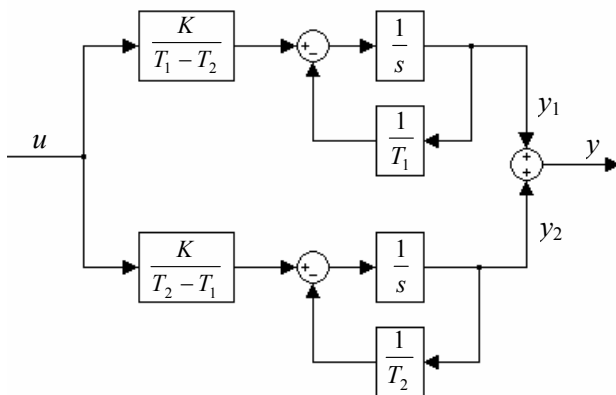 K
T₁ − T₂
+
−
1
s
y₁
1
T₁
u
+
+
y
K
T₂ − T₁
+
−
1
s
y₂
1
T₂